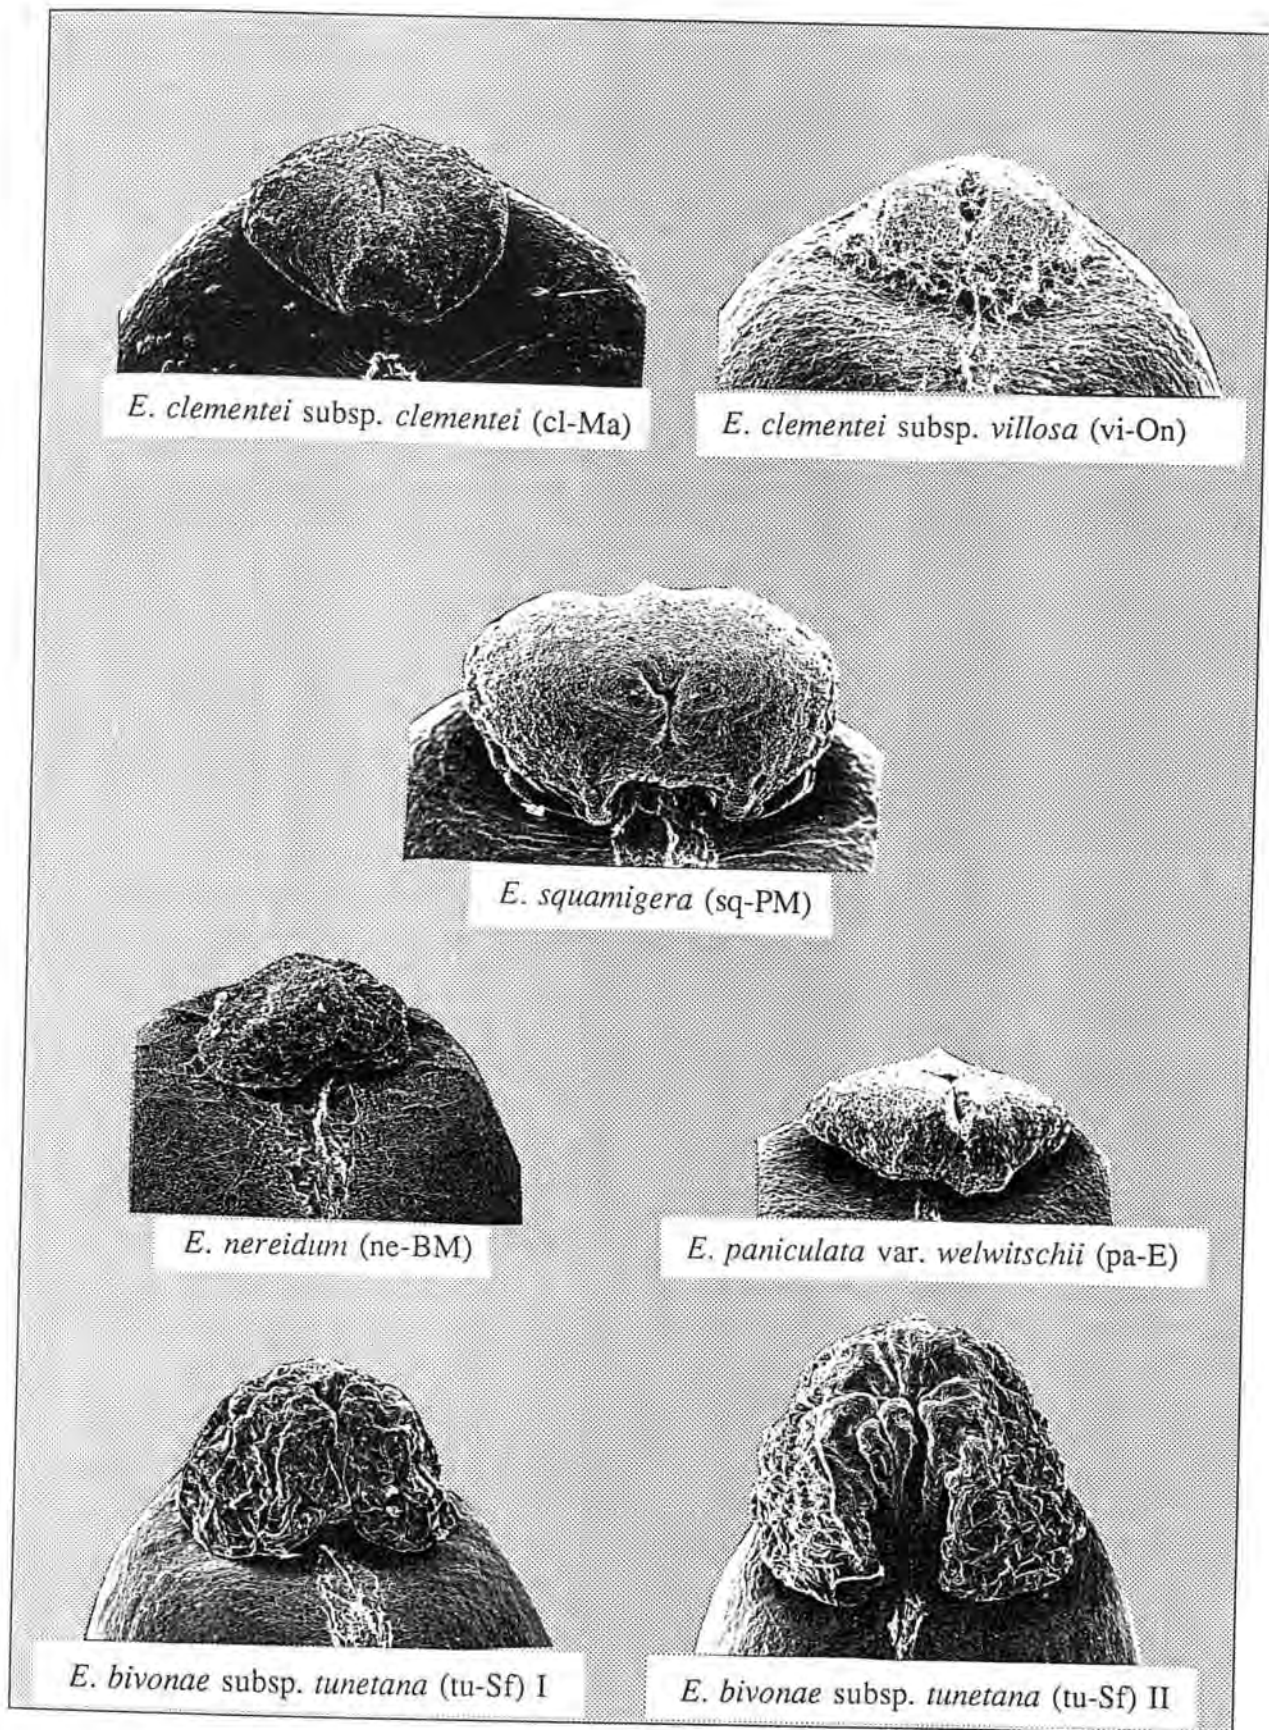 E. clementei subsp. clementei (cl-Ma)
E. clementei subsp. villosa (vi-On)
E. squamigera (sq-PM)
E. nereidum (ne-BM)
E. paniculata var. welwitschii (pa-E)
E. bivonae subsp. tunetana (tu-Sf) I
E. bivonae subsp. tunetana (tu-Sf) II